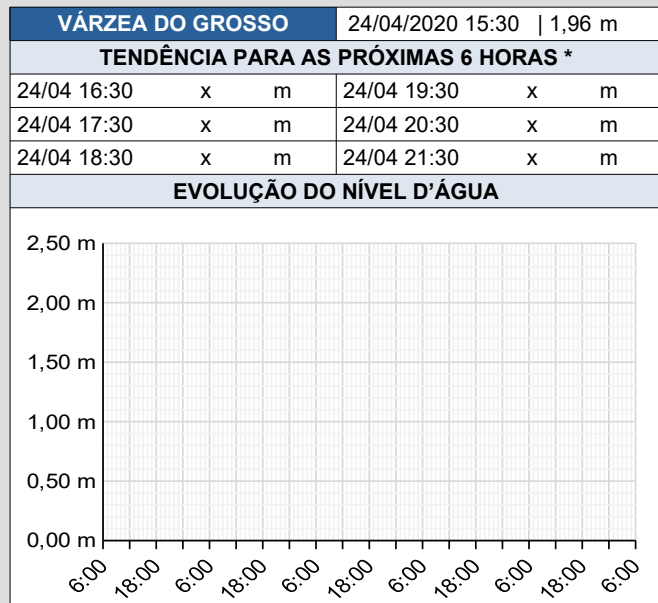 VÁRZEA DO GROSSO 24/04/2020 15:30 | 1,96 m
TENDÊNCIA PARA AS PRÓXIMAS 6 HORAS *
24/04 16:30 x m 24/04 19:30 x m
24/04 17:30 x m 24/04 20:30 x m
24/04 18:30 x m 24/04 21:30 x m
EVOLUÇÃO DO NÍVEL D’ÁGUA
2,50 m
2,00 m
1,50 m
1,00 m
0,50 m
0,00 m
6:00 18:00 6:00 18:00 6:00 18:00 6:00 18:00 6:00 18:00 6:00